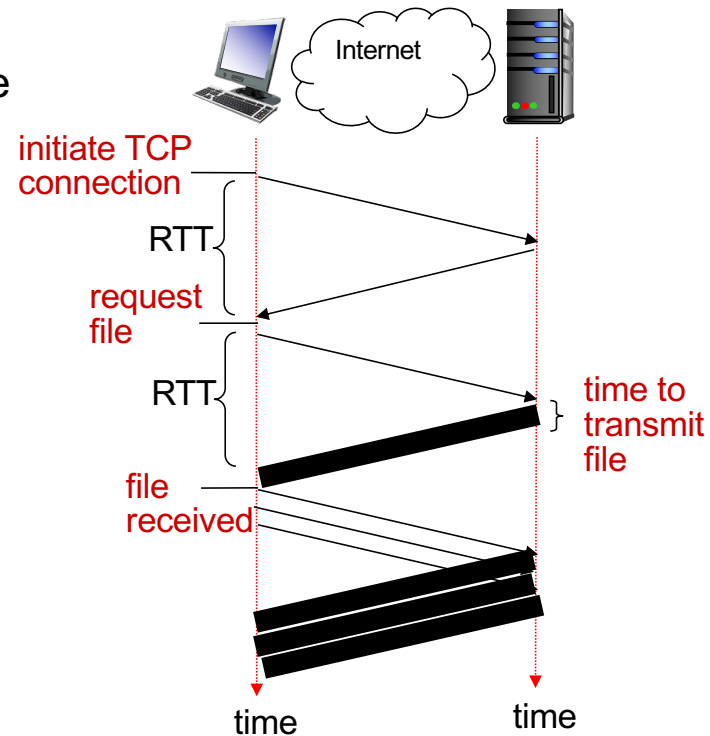 Internet
e
initiate TCP
connection
RTT
request
file
RTT
time to
transmit
file
file
received
time
time